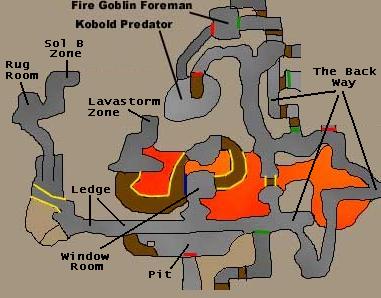 Fire Goblin Foreman
Kobold Predator
Sol B
Zone
Rug
Room
Lavastorm
Zone
The Back
Way
Ledge
Window
Room
Pit